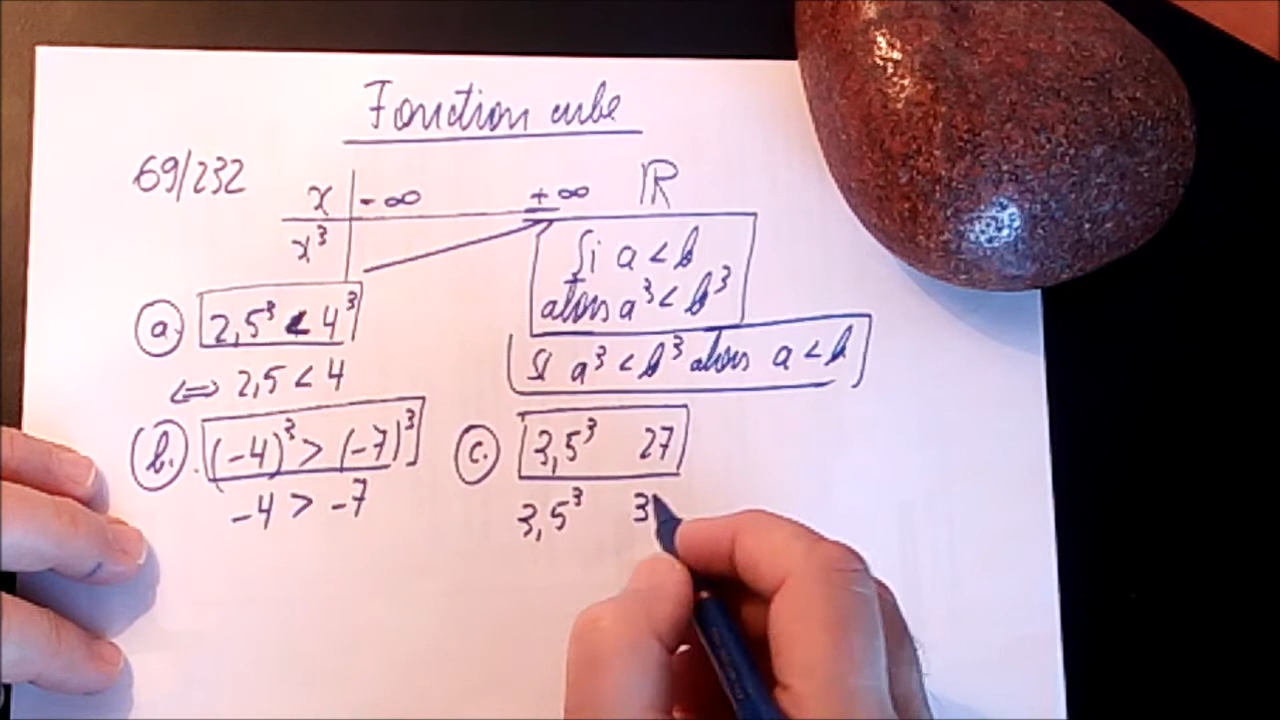 Fonction cube
69/232
x -∞ +∞ ℝ
x³
Si a < b
alors a³ < b³
Si a³ < b³ alors a < b
a. 2,5³ < 4³
⇔ 2,5 < 4
b. (-4)³ > (-7)³
-4 > -7
c. 3,5³ 27
3,5³ 3